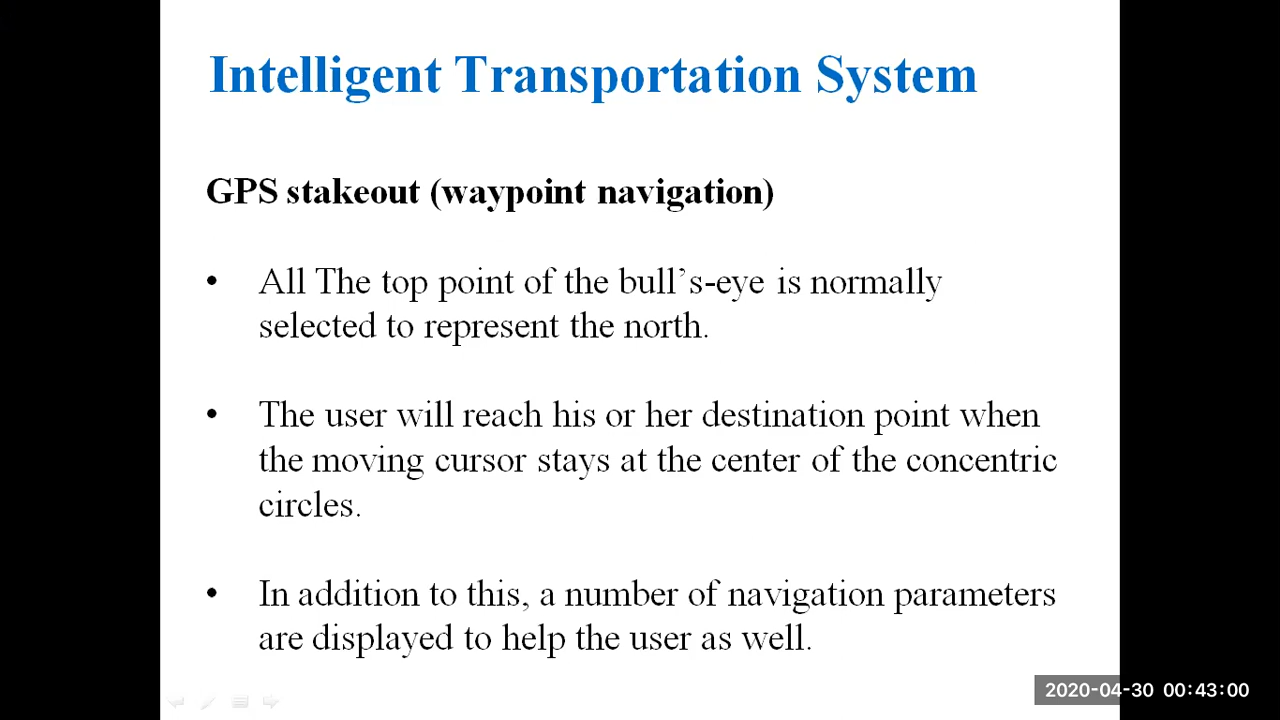 Intelligent Transportation System
GPS stakeout (waypoint navigation)
• All The top point of the bull’s-eye is normally
selected to represent the north.
• The user will reach his or her destination point when
the moving cursor stays at the center of the concentric
circles.
• In addition to this, a number of navigation parameters
are displayed to help the user as well.
2020-04-30 00:43:00